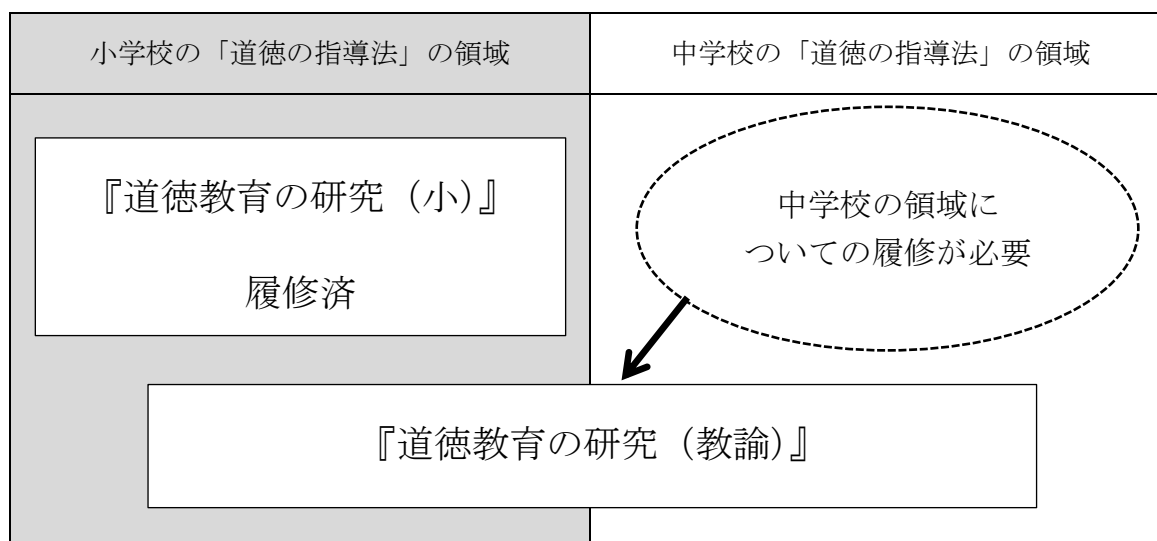 小学校の「道徳の指導法」の領域
中学校の「道徳の指導法」の領域
『道徳教育の研究（小）』
履修済
中学校の領域に
ついての履修が必要
『道徳教育の研究（教諭）』